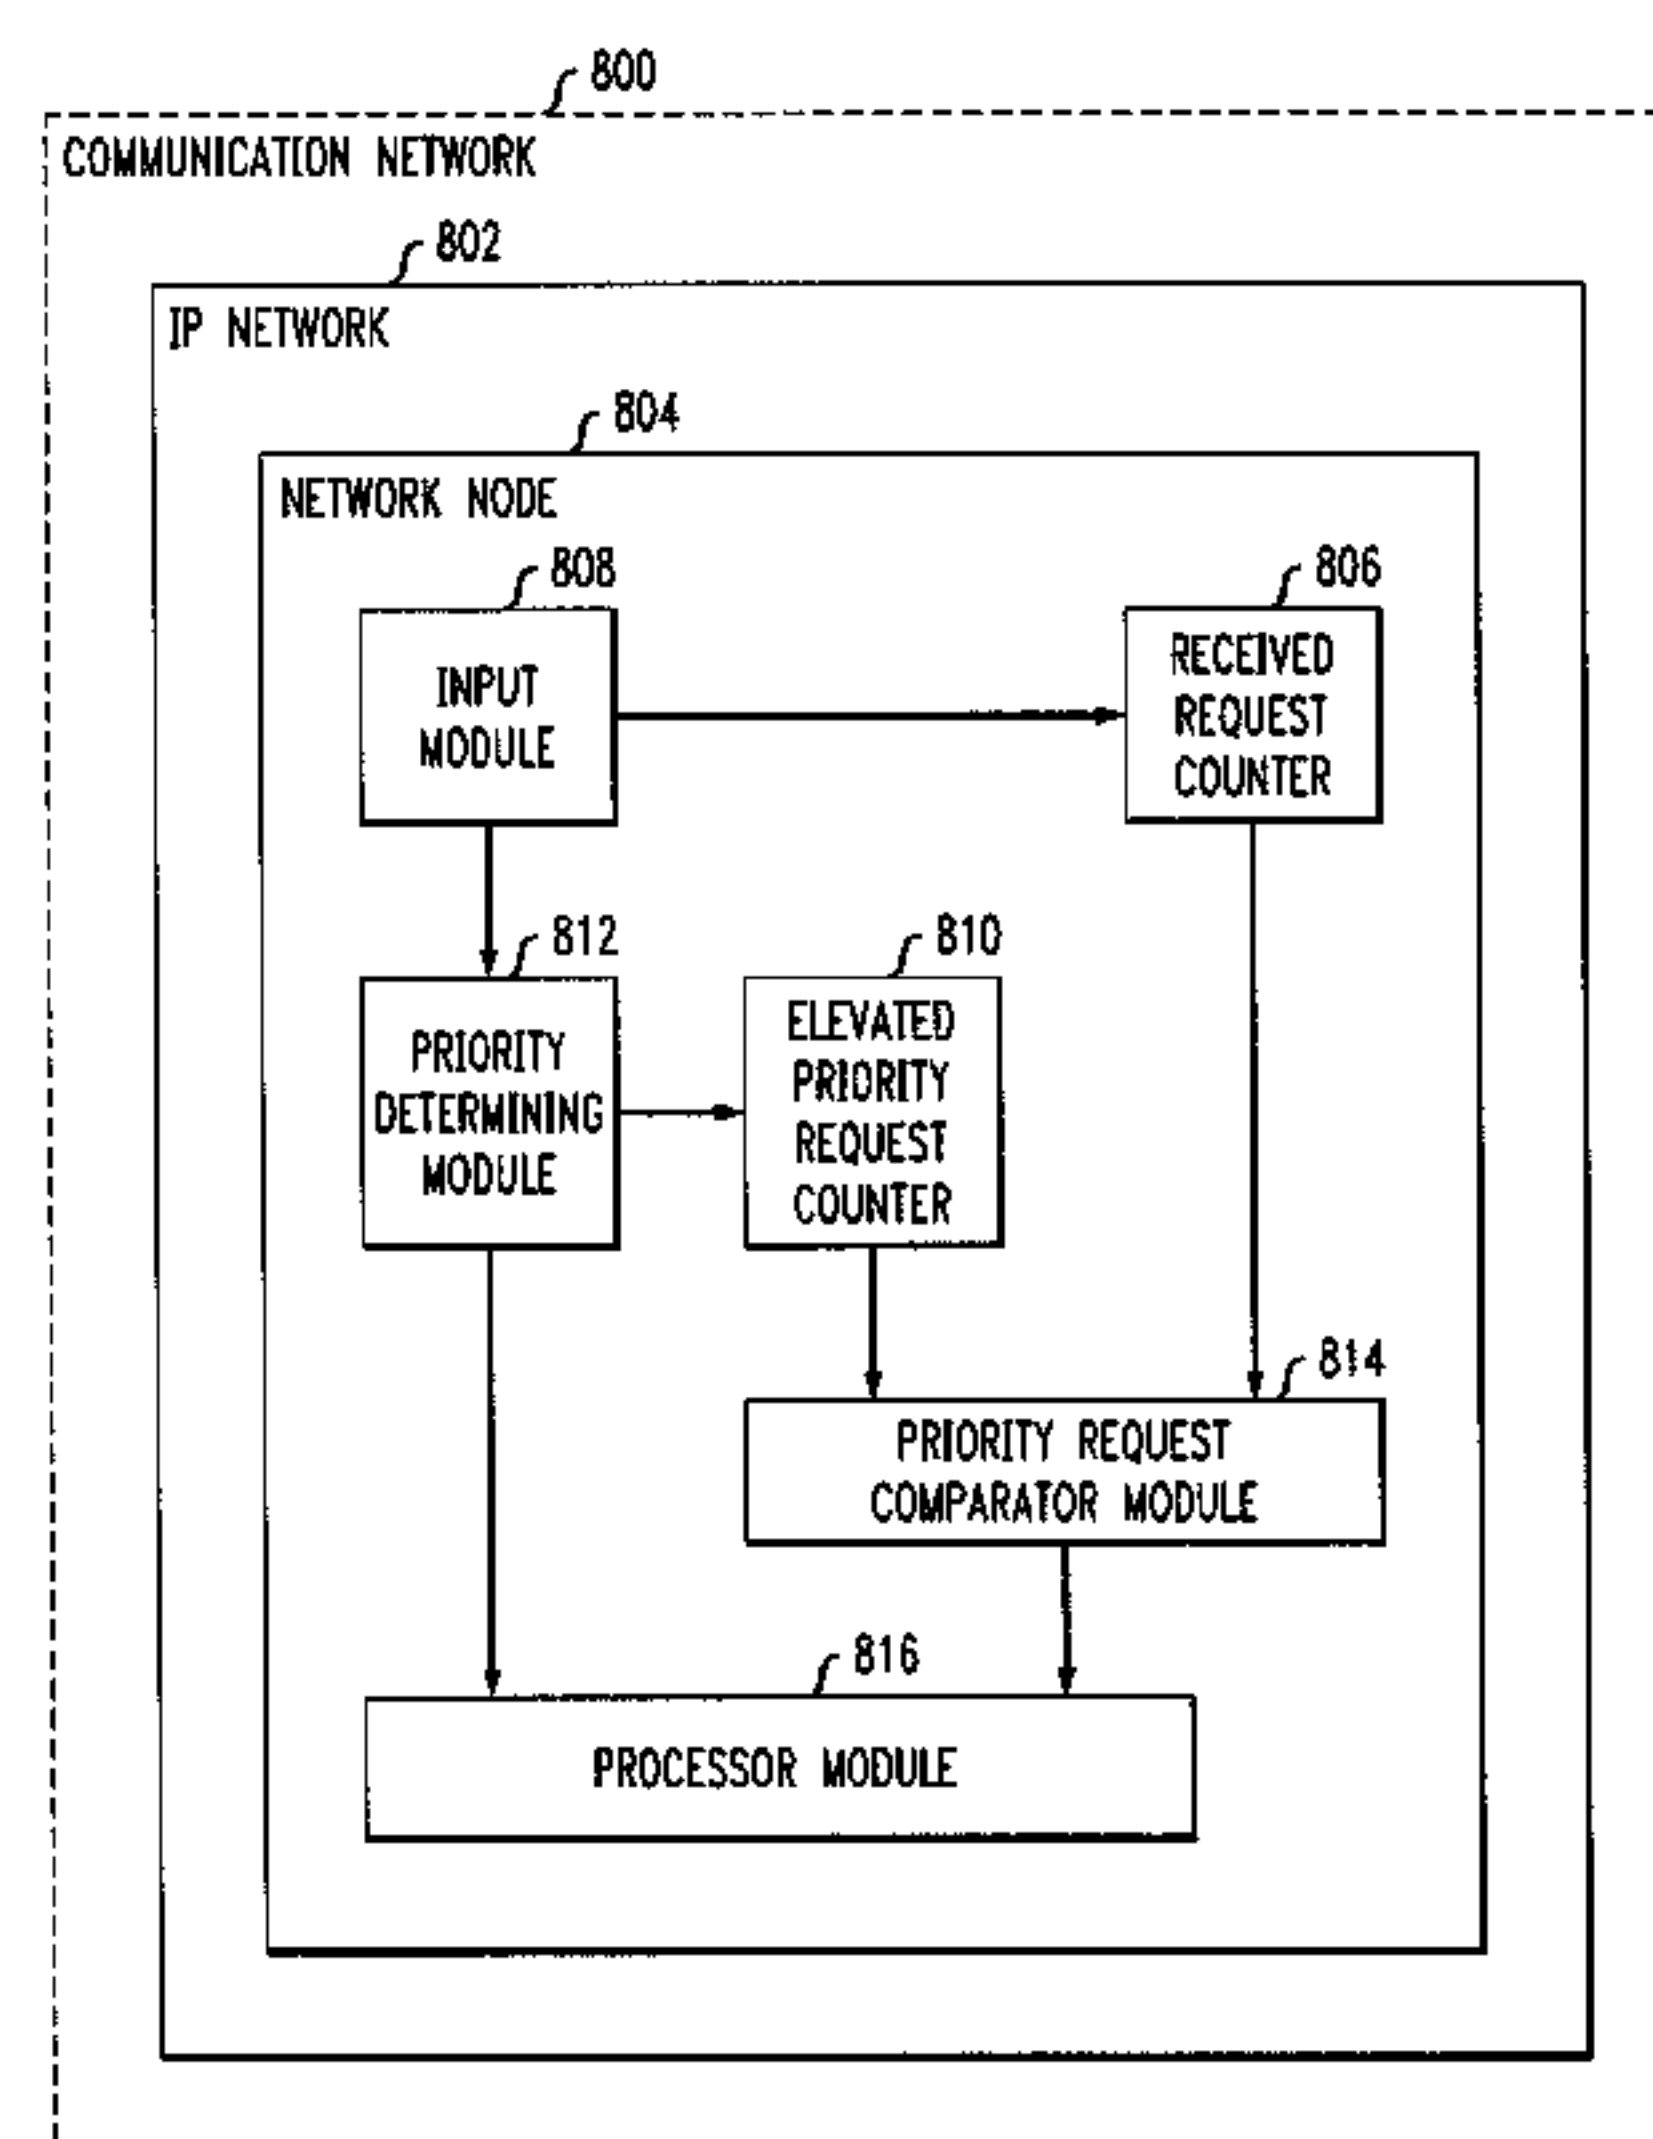 800
COMMUNICATION NETWORK
802
IP NETWORK
804
NETWORK NODE
808
INPUT
MODULE
806
RECEIVED
REQUEST
COUNTER
812
PRIORITY
DETERMINING
MODULE
810
ELEVATED
PRIORITY
REQUEST
COUNTER
814
PRIORITY REQUEST
COMPARATOR MODULE
816
PROCESSOR MODULE